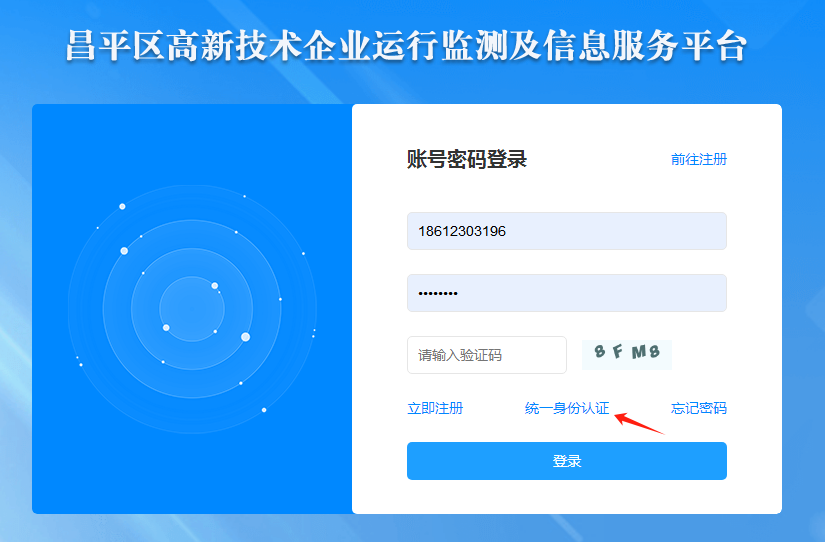 昌平区高新技术企业运行监测及信息服务平台
账号密码登录 前往注册
18612303196
••••••••
请输入验证码 8FM8
立即注册 统一身份认证 忘记密码
登录